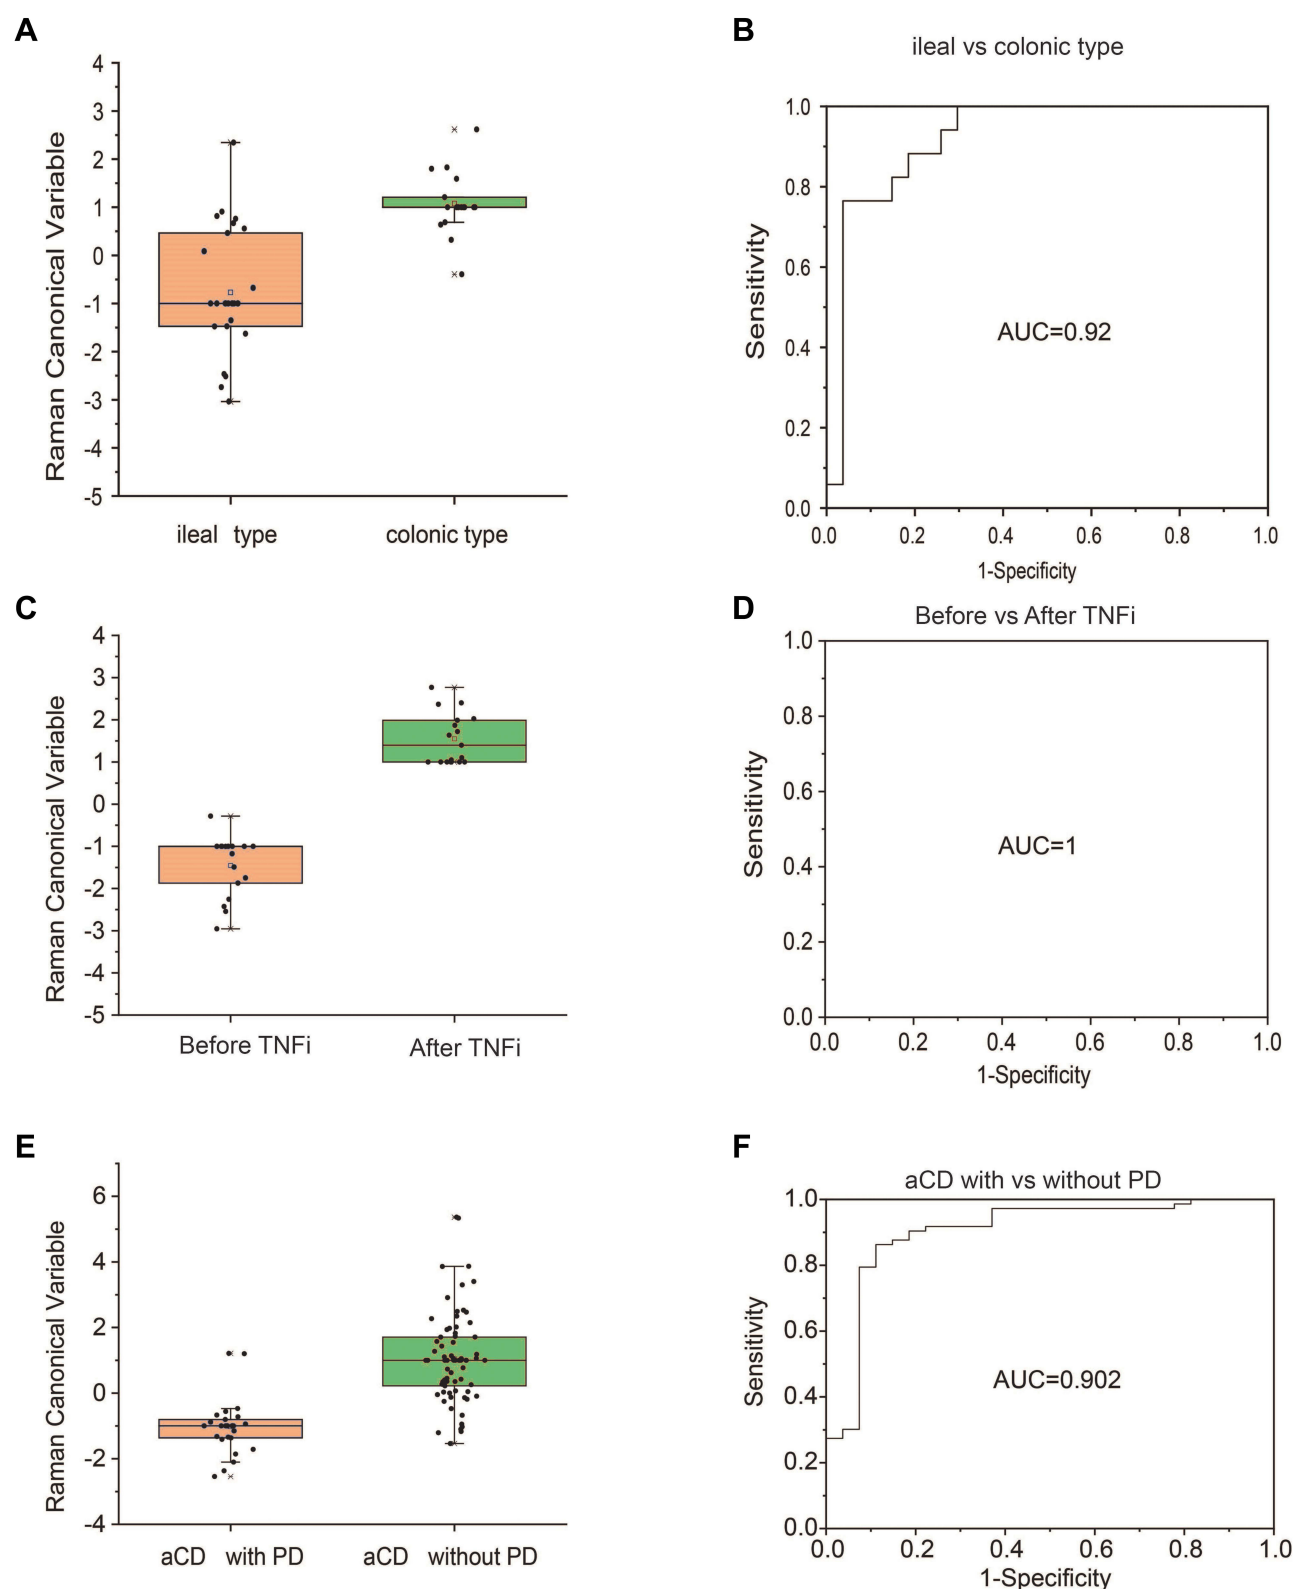 A
Raman Canonical Variable
4
3
2
1
0
-1
-2
-3
-4
-5
ileal type
colonic type
B
ileal vs colonic type
Sensitivity
1.0
0.8
0.6
0.4
0.2
0.0
AUC=0.92
0.0
0.2
0.4
0.6
0.8
1.0
1-Specificity
C
Raman Canonical Variable
4
3
2
1
0
-1
-2
-3
-4
-5
Before TNFi
After TNFi
D
Before vs After TNFi
Sensitivity
1.0
0.8
0.6
0.4
0.2
0.0
AUC=1
0.0
0.2
0.4
0.6
0.8
1.0
1-Specificity
E
Raman Canonical Variable
6
4
2
0
-2
-4
aCD with PD
aCD without PD
F
aCD with vs without PD
Sensitivity
1.0
0.8
0.6
0.4
0.2
0.0
AUC=0.902
0.0
0.2
0.4
0.6
0.8
1.0
1-Specificity